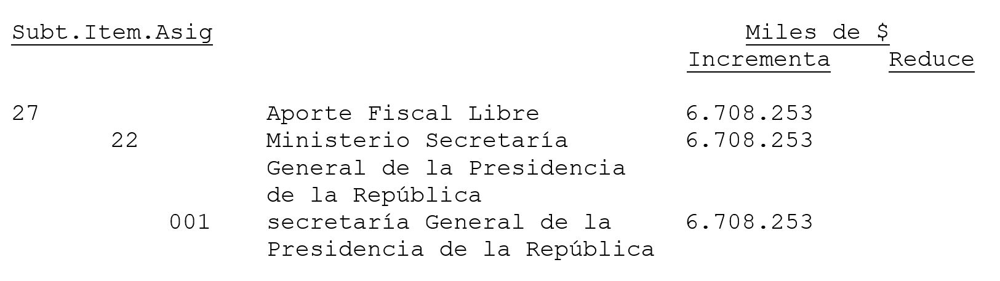 Subt.Item.Asig Miles de $
Incrementa Reduce
27 Aporte Fiscal Libre 6.708.253
22 Ministerio Secretaría 6.708.253
General de la Presidencia
de la República
001 secretaría General de la 6.708.253
Presidencia de la República